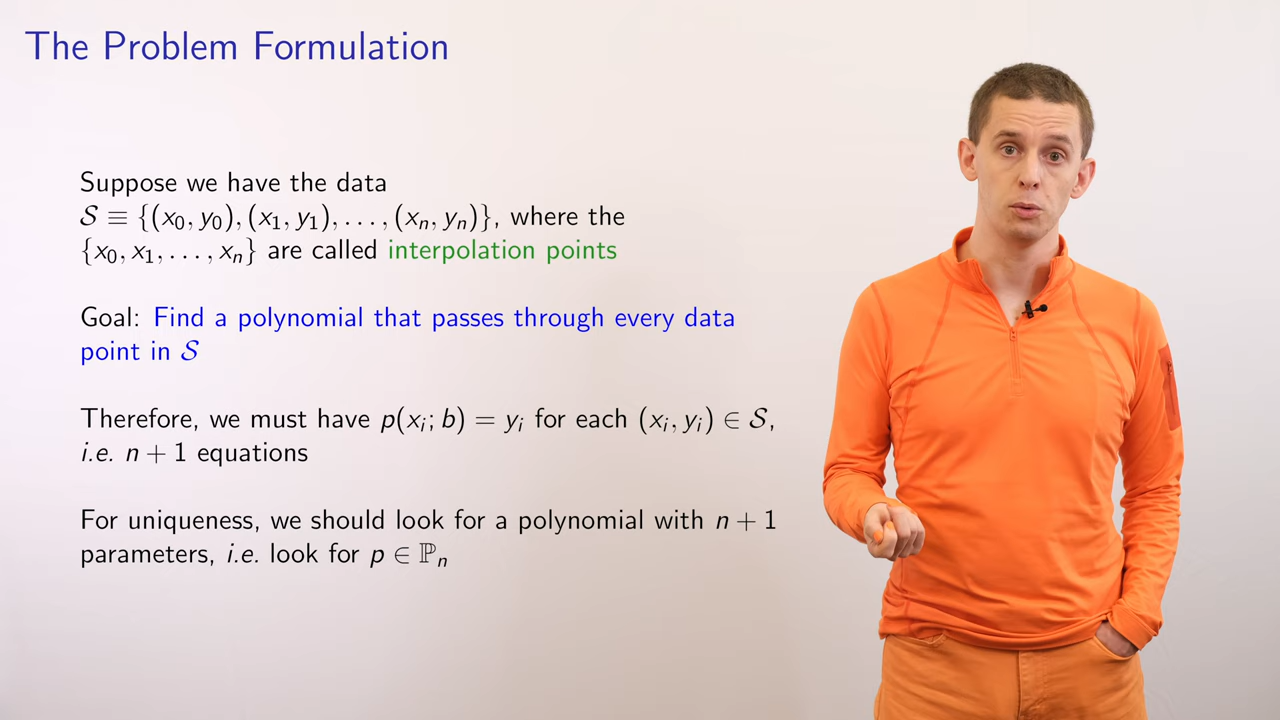 The Problem Formulation
Suppose we have the data
𝒮 ≡ {(x₀, y₀), (x₁, y₁), . . . , (xₙ, yₙ)}, where the
{x₀, x₁, . . . , xₙ} are called interpolation points
Goal: Find a polynomial that passes through every data
point in 𝒮
Therefore, we must have p(xᵢ; b) = yᵢ for each (xᵢ, yᵢ) ∈ 𝒮,
i.e. n + 1 equations
For uniqueness, we should look for a polynomial with n + 1
parameters, i.e. look for p ∈ ℙₙ